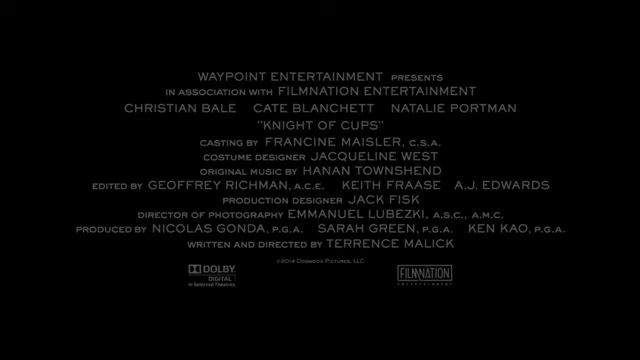 WAYPOINT ENTERTAINMENT PRESENTS
IN ASSOCIATION WITH FILMNATION ENTERTAINMENT
CHRISTIAN BALE CATE BLANCHETT NATALIE PORTMAN
"KNIGHT OF CUPS"
CASTING BY FRANCINE MAISLER, C.S.A.
COSTUME DESIGNER JACQUELINE WEST
ORIGINAL MUSIC BY HANAN TOWNSHEND
EDITED BY GEOFFREY RICHMAN, A.C.E. KEITH FRAASE A.J. EDWARDS
PRODUCTION DESIGNER JACK FISK
DIRECTOR OF PHOTOGRAPHY EMMANUEL LUBEZKI, A.S.C., A.M.C.
PRODUCED BY NICOLAS GONDA, P.G.A. SARAH GREEN, P.G.A. KEN KAO, P.G.A.
WRITTEN AND DIRECTED BY TERRENCE MALICK
©2014 DOGWOOD PICTURES, LLC
DOLBY
DIGITAL
In Selected Theatres
FILMNATION
ENTERTAINMENT